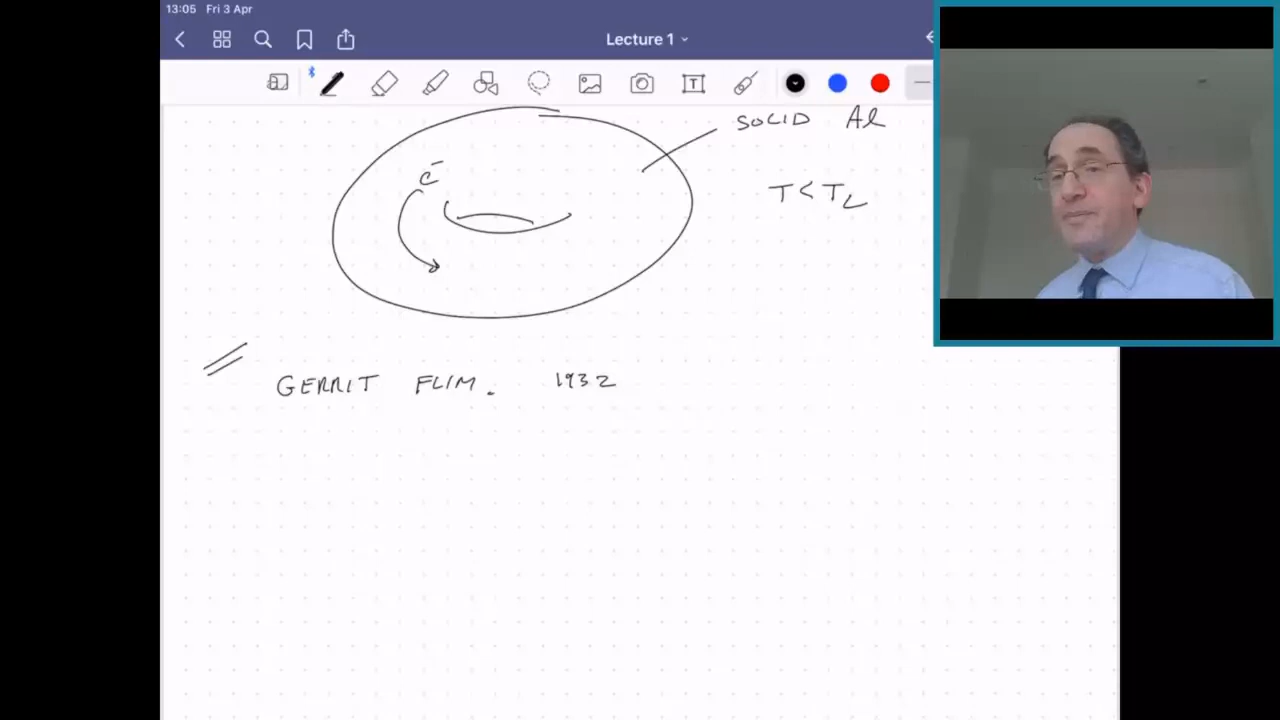 13:05 Fri 3 Apr
Lecture 1
T
SOLID Al
e-
T < Tc
GERRIT FLIM. 1932